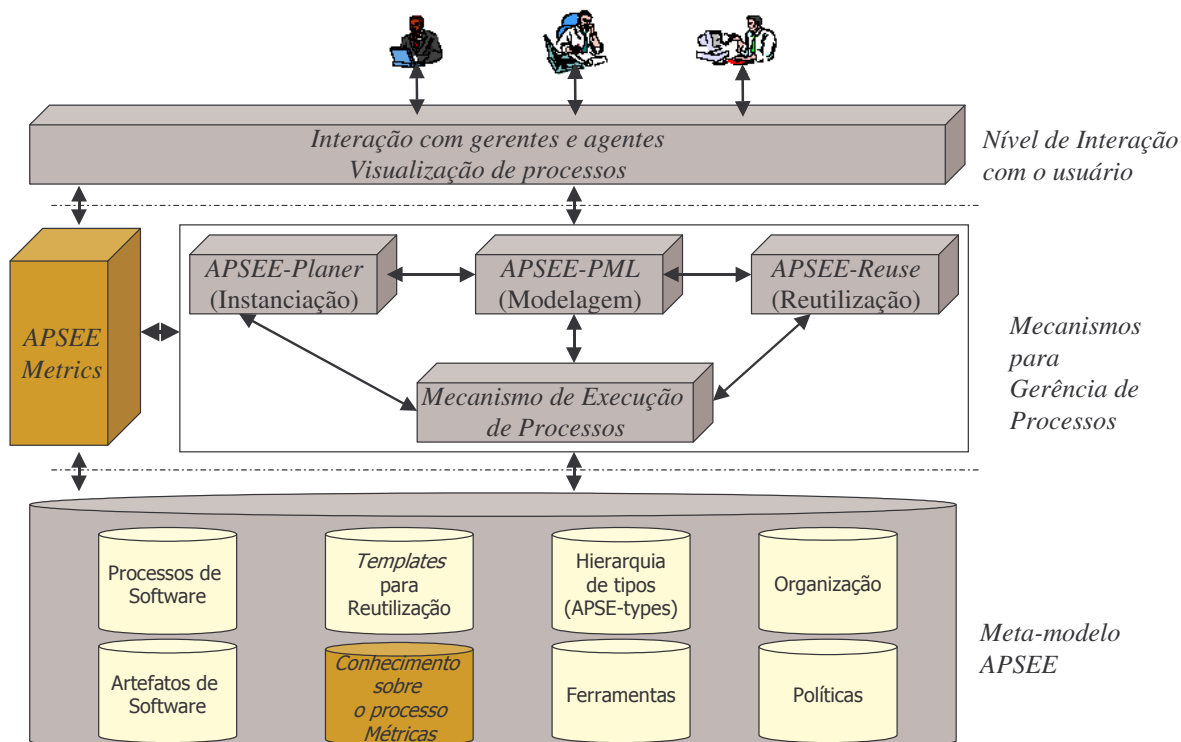 Interação com gerentes e agentes
Visualização de processos
Nível de Interação
com o usuário
APSEE
Metrics
APSEE-Planer
(Instanciação)
APSEE-PML
(Modelagem)
APSEE-Reuse
(Reutilização)
Mecanismo de Execução
de Processos
Mecanismos
para
Gerência de
Processos
Processos de
Software
Templates
para
Reutilização
Hierarquia
de tipos
(APSE-types)
Organização
Artefatos de
Software
Conhecimento
sobre
o processo
Métricas
Ferramentas
Políticas
Meta-modelo
APSEE